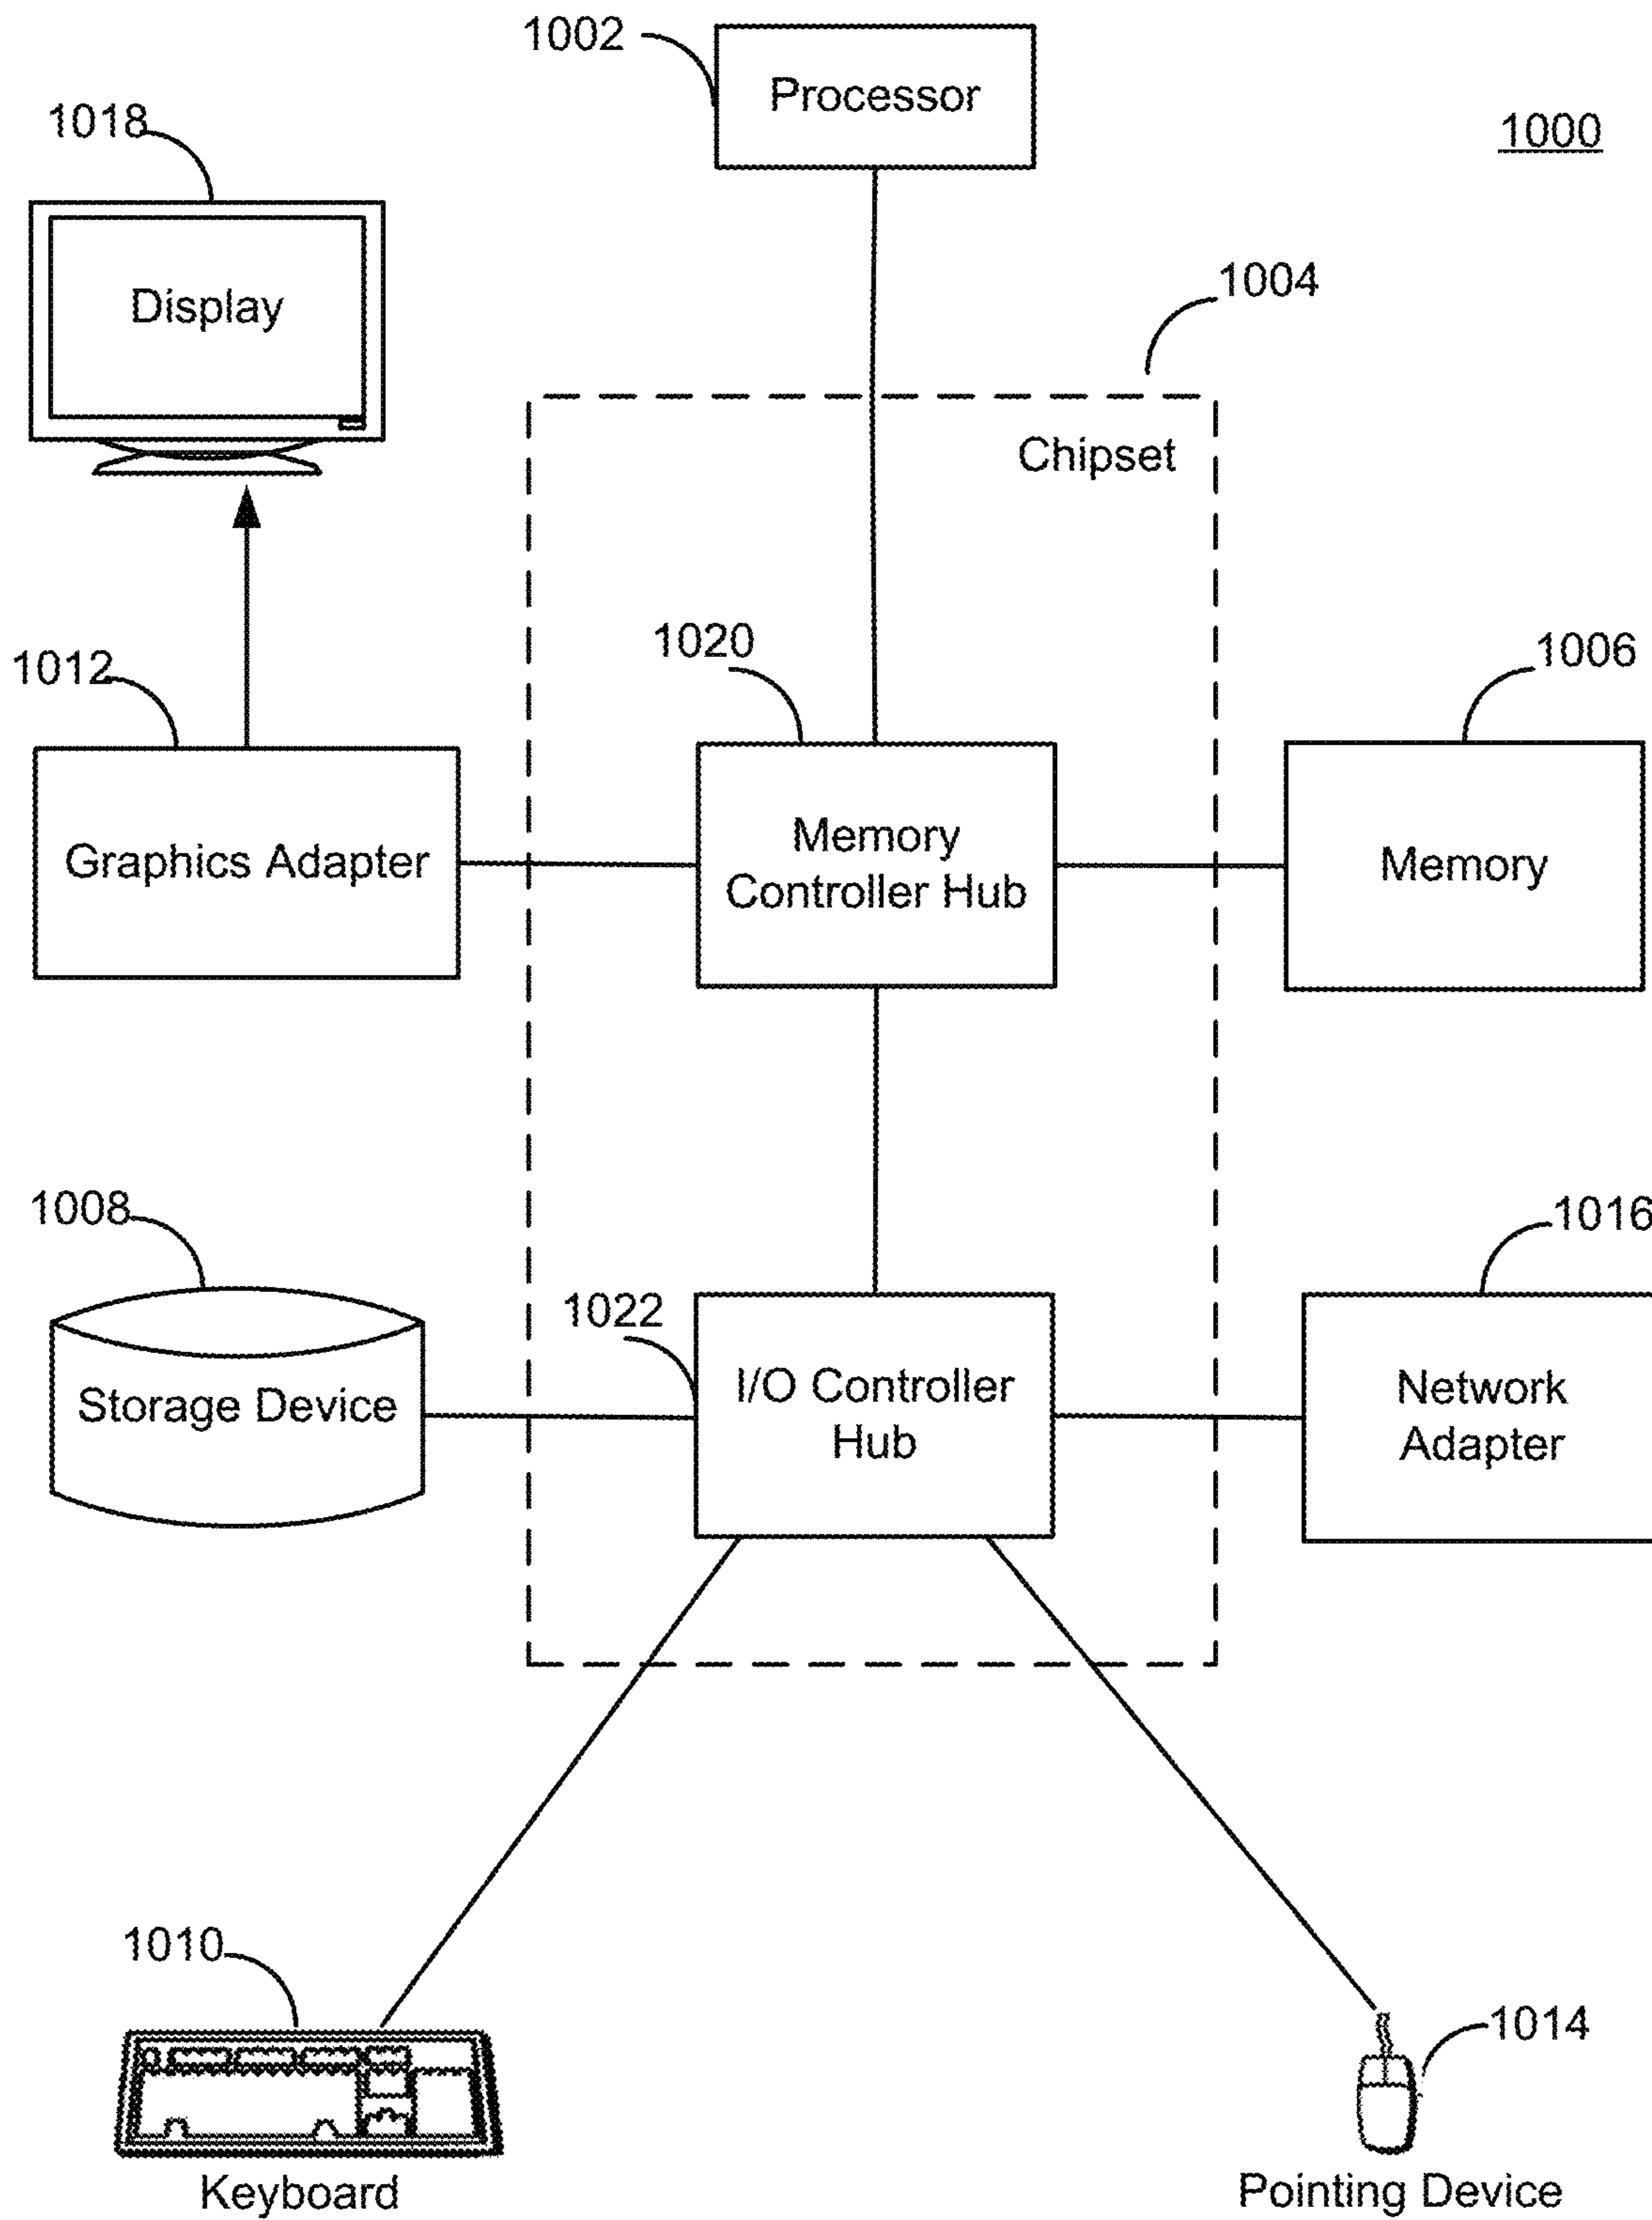 1002
Processor
1000
1018
Display
1004
Chipset
1020
1006
1012
Memory
Controller Hub
Graphics Adapter
Memory
1008
1016
1022
I/O Controller
Hub
Storage Device
Network
Adapter
1010
1014
Keyboard
Pointing Device